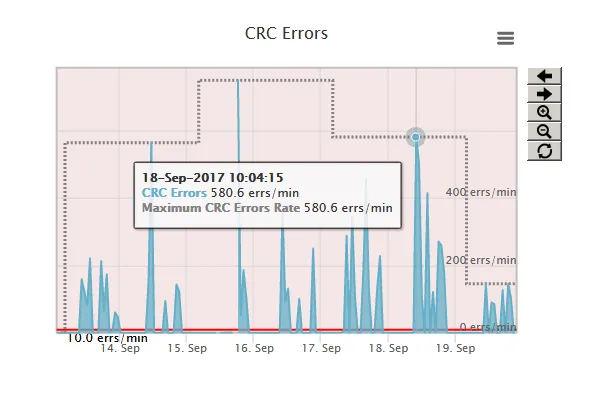 CRC Errors
18-Sep-2017 10:04:15
CRC Errors 580.6 errs/min
Maximum CRC Errors Rate 580.6 errs/min
400 errs/min
200 errs/min
0 errs/min
10.0 errs/min
14. Sep 15. Sep 16. Sep 17. Sep 18. Sep 19. Sep